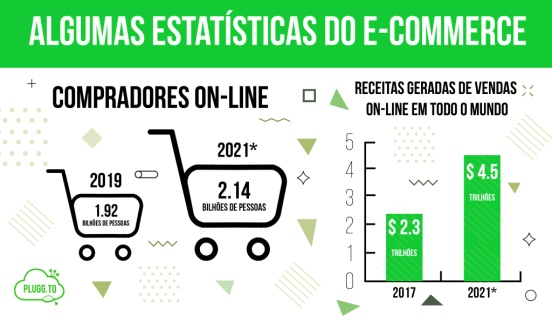 ALGUMAS ESTATÍSTICAS DO E-COMMERCE
COMPRADORES ON-LINE
2019
1.92
BILHÕES DE PESSOAS
2021*
2.14
BILHÕES DE PESSOAS
PLUGG.TO
RECEITAS GERADAS DE VENDAS
ON-LINE EM TODO O MUNDO
5
4
3
2
1
0
$ 2.3
TRILHÕES
$ 4.5
TRILHÕES
2017
2021*